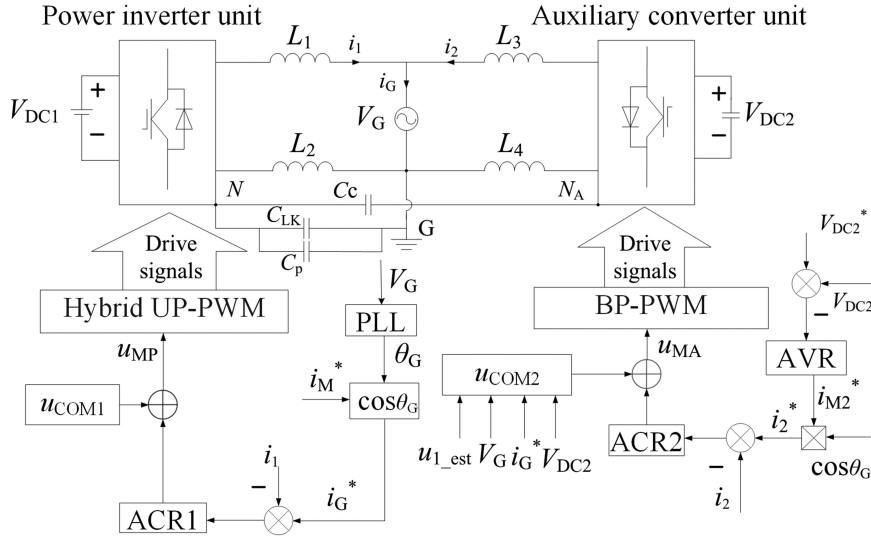 Power inverter unit
Auxiliary converter unit
L1 i1 i2 L3
iG
+ +
VDC1 VG VDC2
− −
L2 L4
N Cc NA
CLK G
Cp
Drive signals
Drive signals
VDC2*
VG
Hybrid UP-PWM
BP-PWM
VDC2
−
PLL
uMP
uMA
AVR
θG
iM*
uCOM1
cosθG
uCOM2
iM2*
i2*
ACR2
u1_est VG iG* VDC2
cosθG
−
i1
i2
−
iG*
ACR1